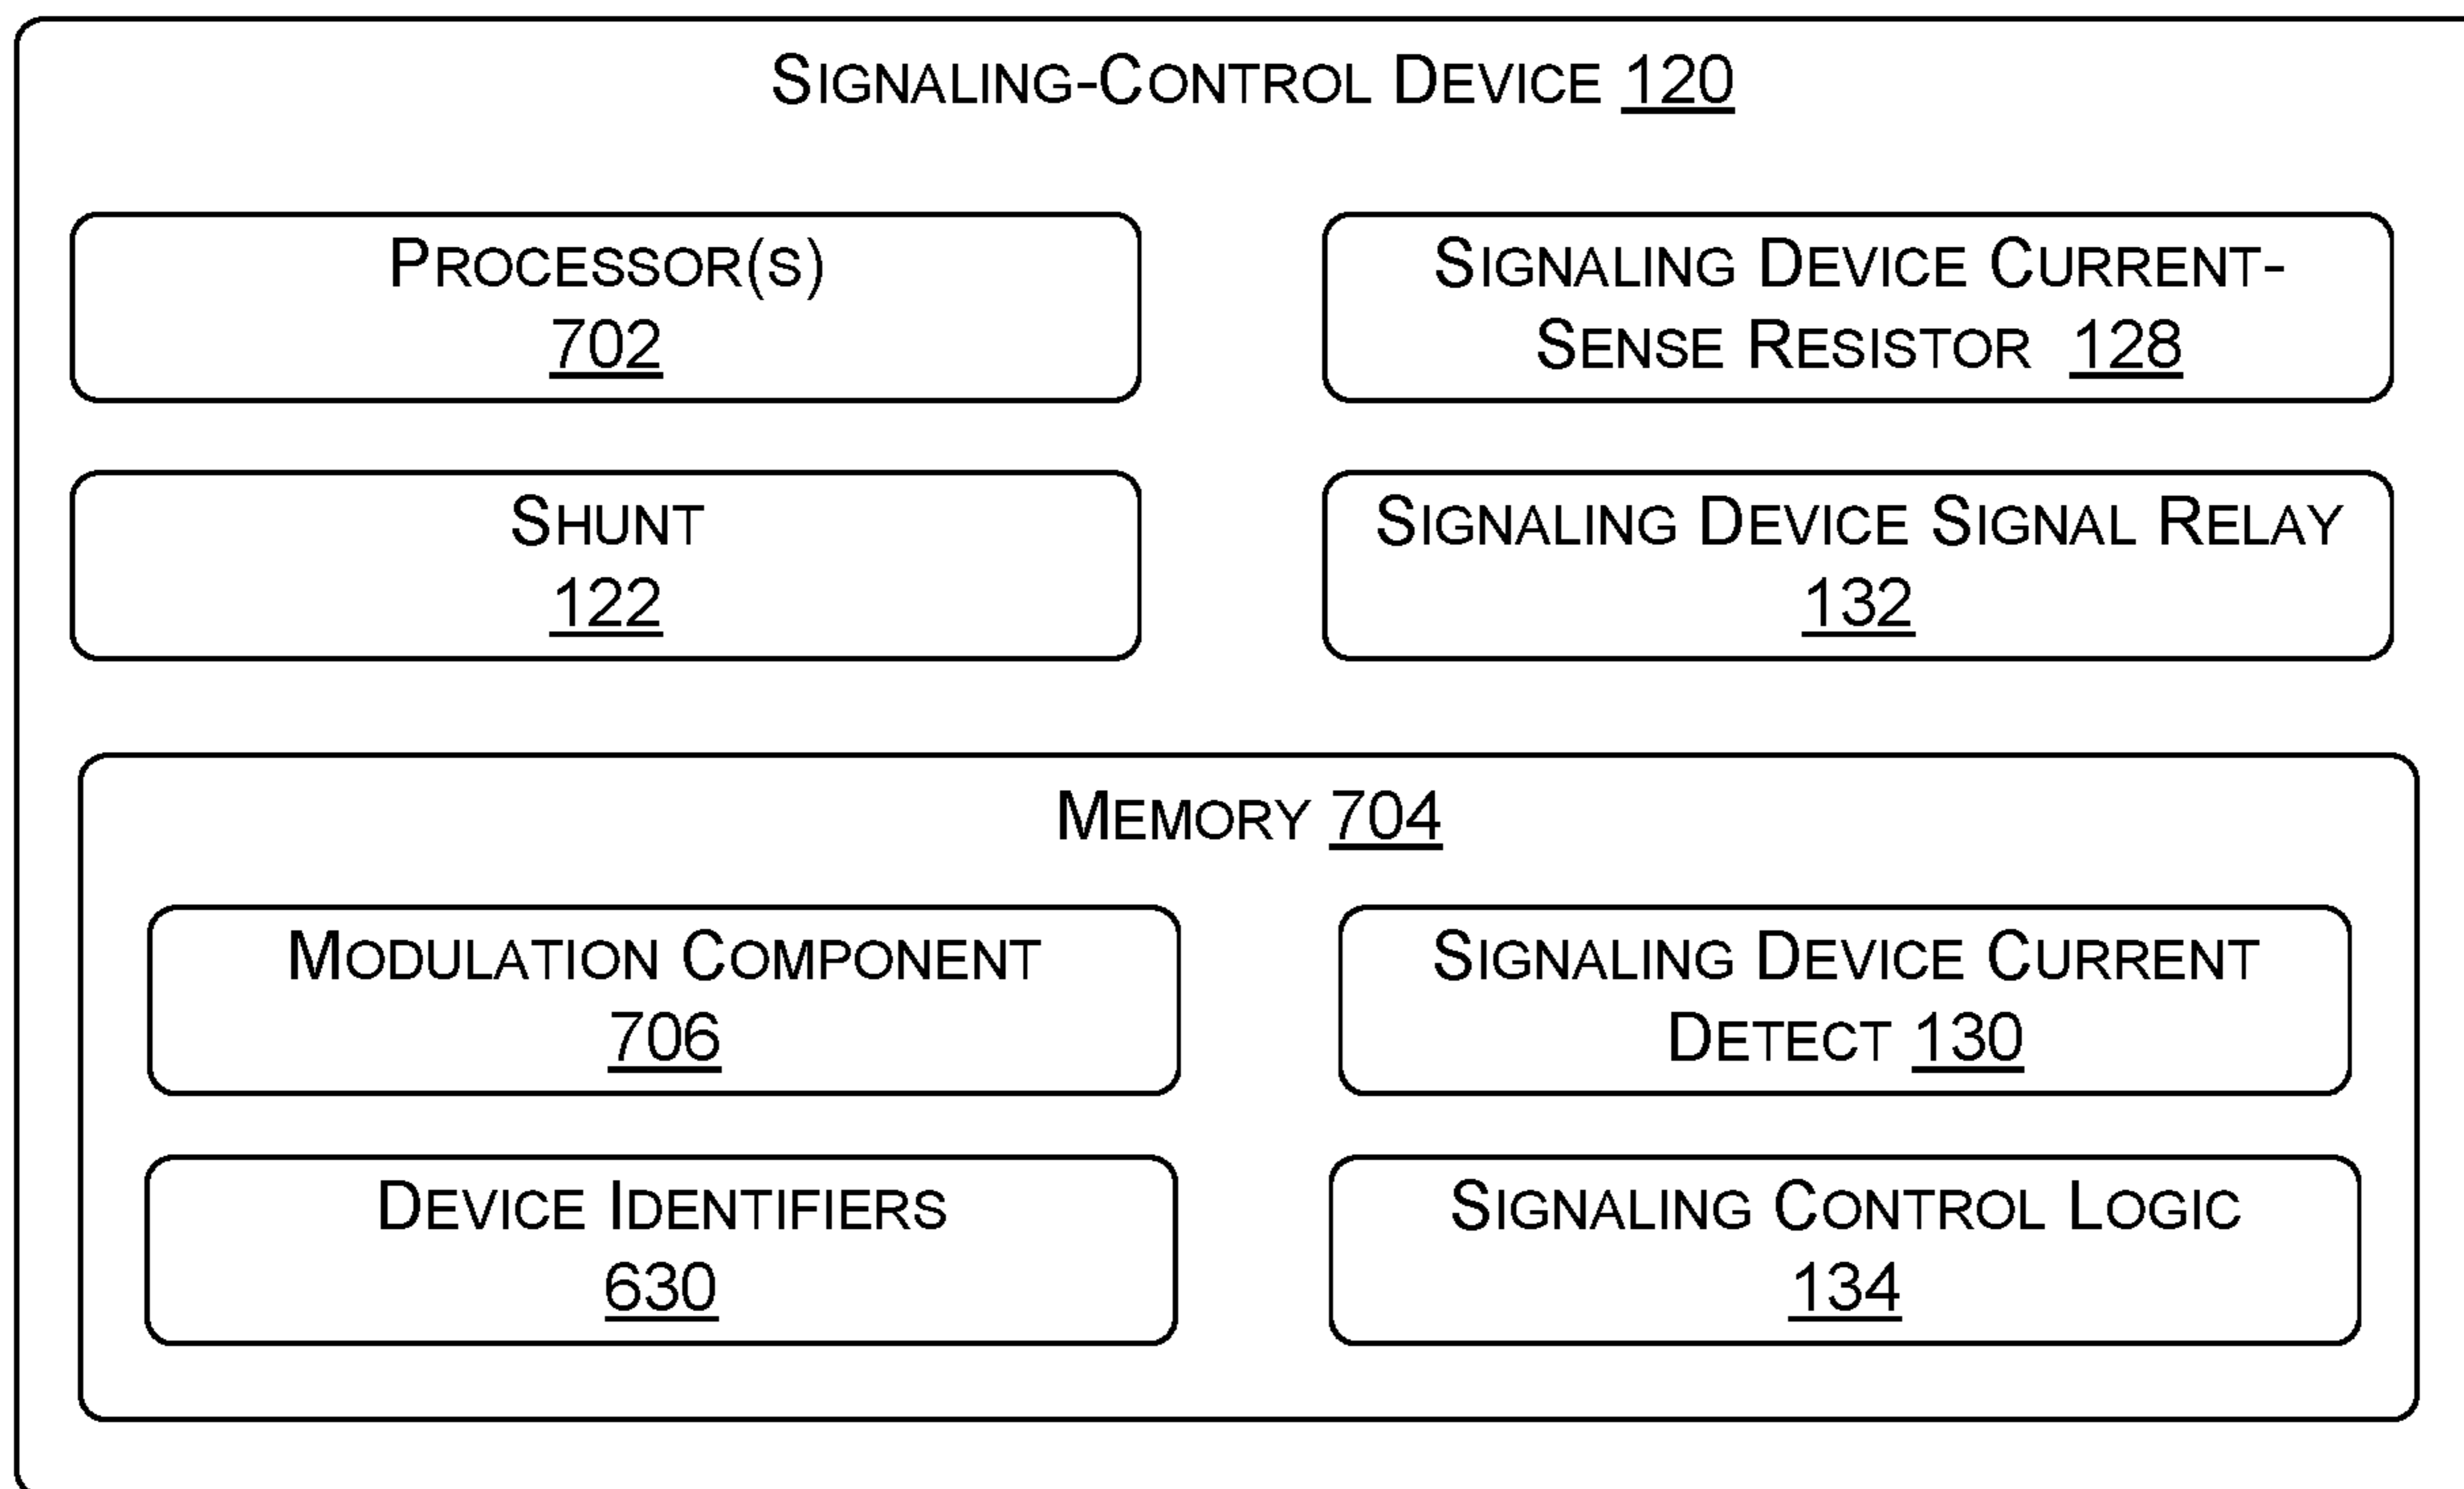 SIGNALING-CONTROL DEVICE 120
PROCESSOR(S)
702
SIGNALING DEVICE CURRENT-
SENSE RESISTOR 128
SHUNT
122
SIGNALING DEVICE SIGNAL RELAY
132
MEMORY 704
MODULATION COMPONENT
706
SIGNALING DEVICE CURRENT
DETECT 130
DEVICE IDENTIFIERS
630
SIGNALING CONTROL LOGIC
134